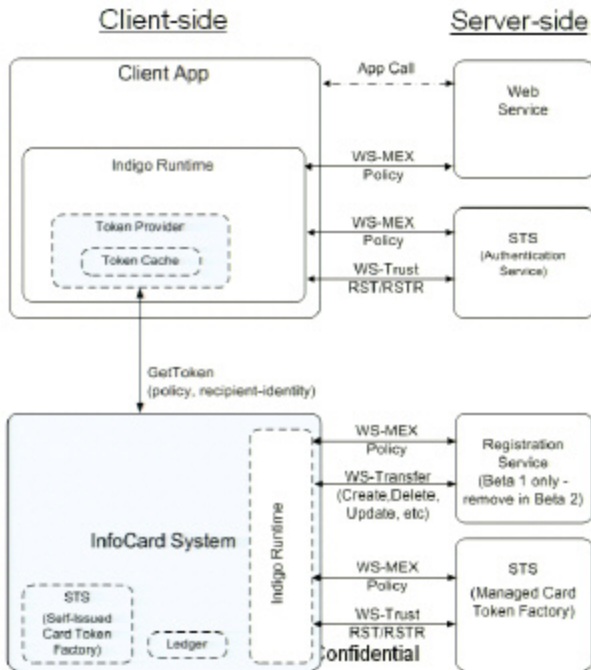 Client-side
Server-side
Client App
App Call
Web
Service
Indigo Runtime
WS-MEX
Policy
Token Provider
Token Cache
WS-MEX
Policy
WS-Trust
RST/RSTR
STS
(Authentication
Service)
GetToken
(policy, recipient-identity)
InfoCard System
Indigo Runtime
WS-MEX
Policy
WS-Transfer
(Create,Delete,
Update, etc)
Registration
Service
(Beta 1 only -
remove in Beta 2)
WS-MEX
Policy
WS-Trust
RST/RSTR
STS
(Managed Card
Token Factory)
STS
(Self-Issued
Card Token
Factory)
Ledger
Confidential